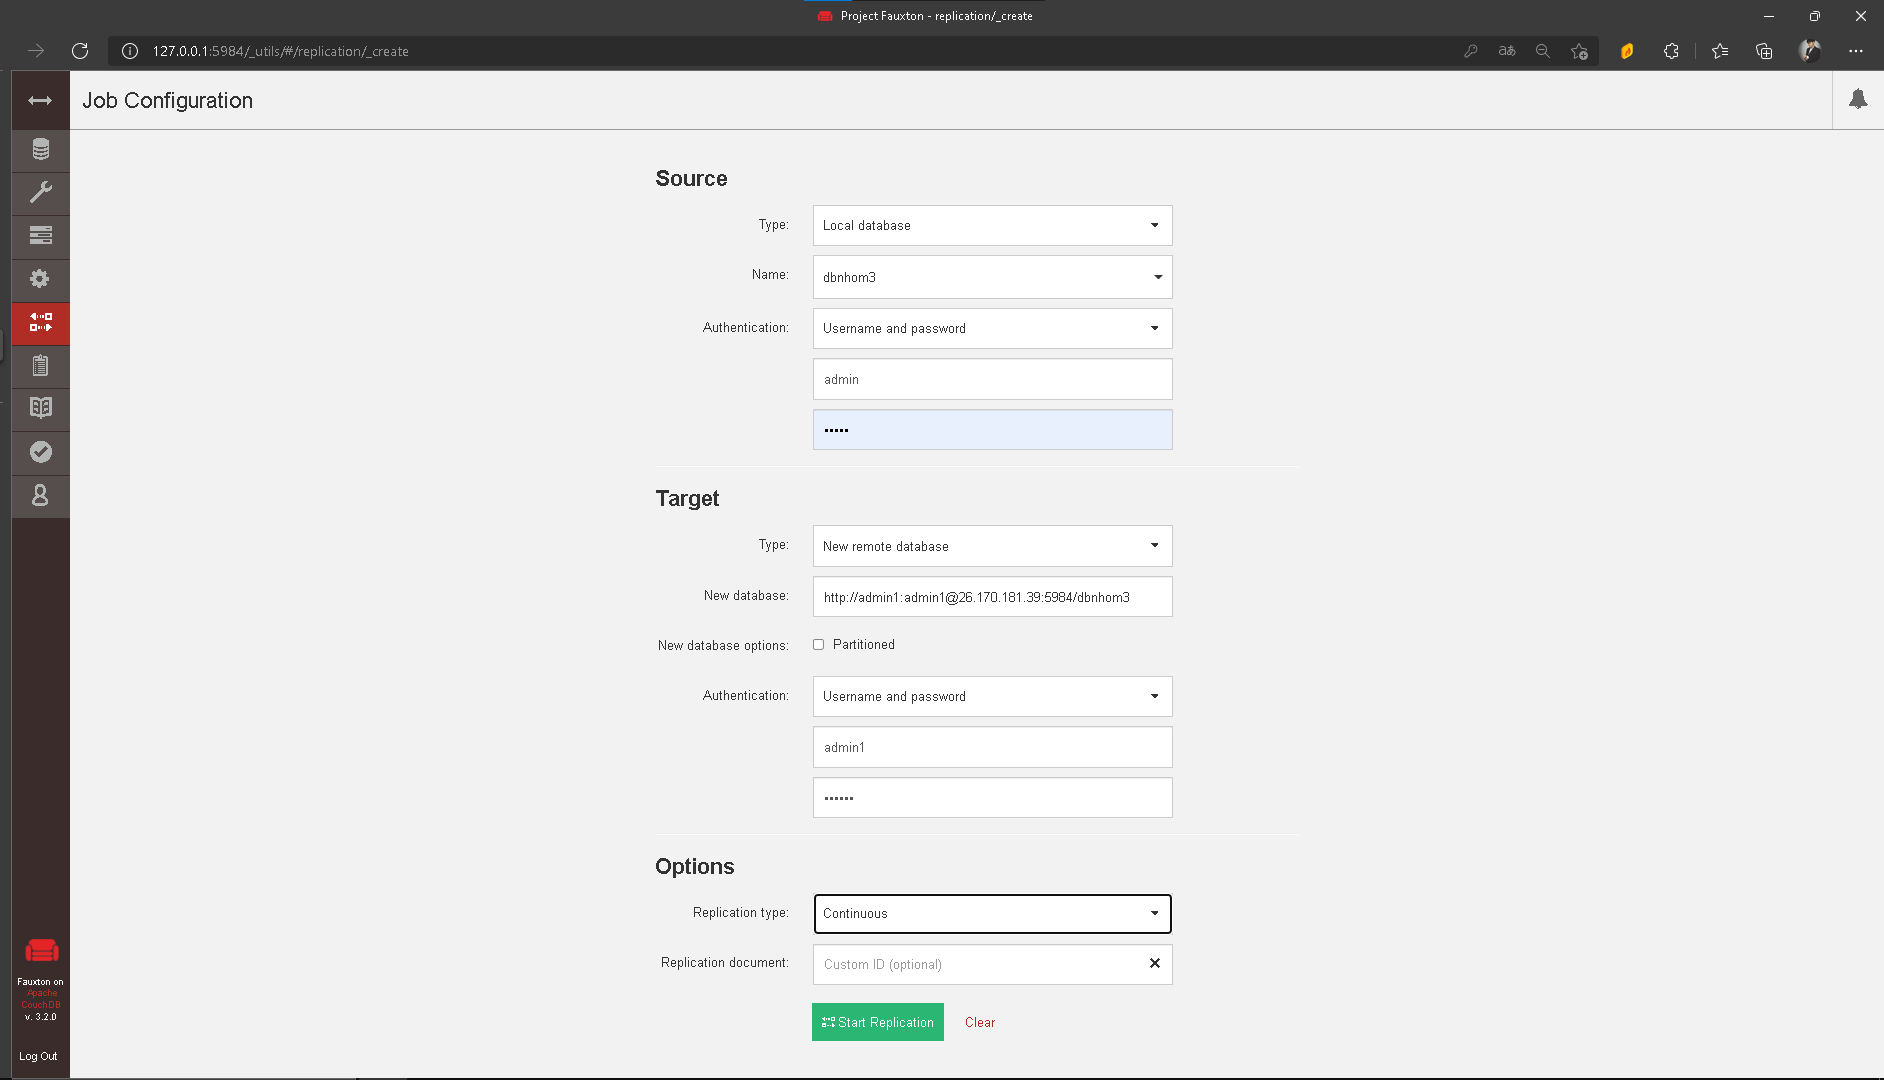 Project Fauxton - replication/_create
127.0.0.1:5984/_utils/#/replication/_create
aあ
Job Configuration
Source
Type:
Local database
Name:
dbnhom3
Authentication:
Username and password
admin
•••••
Target
Type:
New remote database
New database:
http://admin1:admin1@26.170.181.39:5984/dbnhom3
New database options:
Partitioned
Authentication:
Username and password
admin1
••••••
Options
Replication type:
Continuous
Replication document:
Custom ID (optional)
Start Replication
Clear
Fauxton on
Apache
CouchDB
v. 3.2.0
Log Out